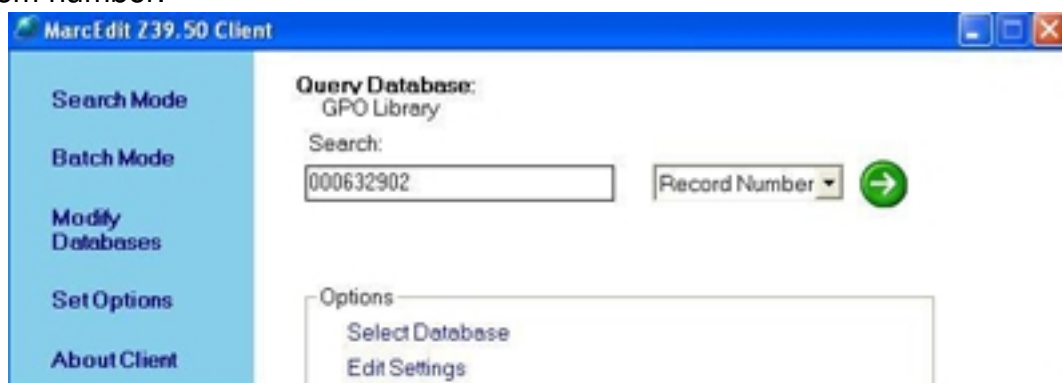 MarcEdit Z39.50 Client
Search Mode
Batch Mode
Modify
Databases
Set Options
About Client
Query Database:
GPO Library
Search:
000632902
Record Number
Options
Select Database
Edit Settings